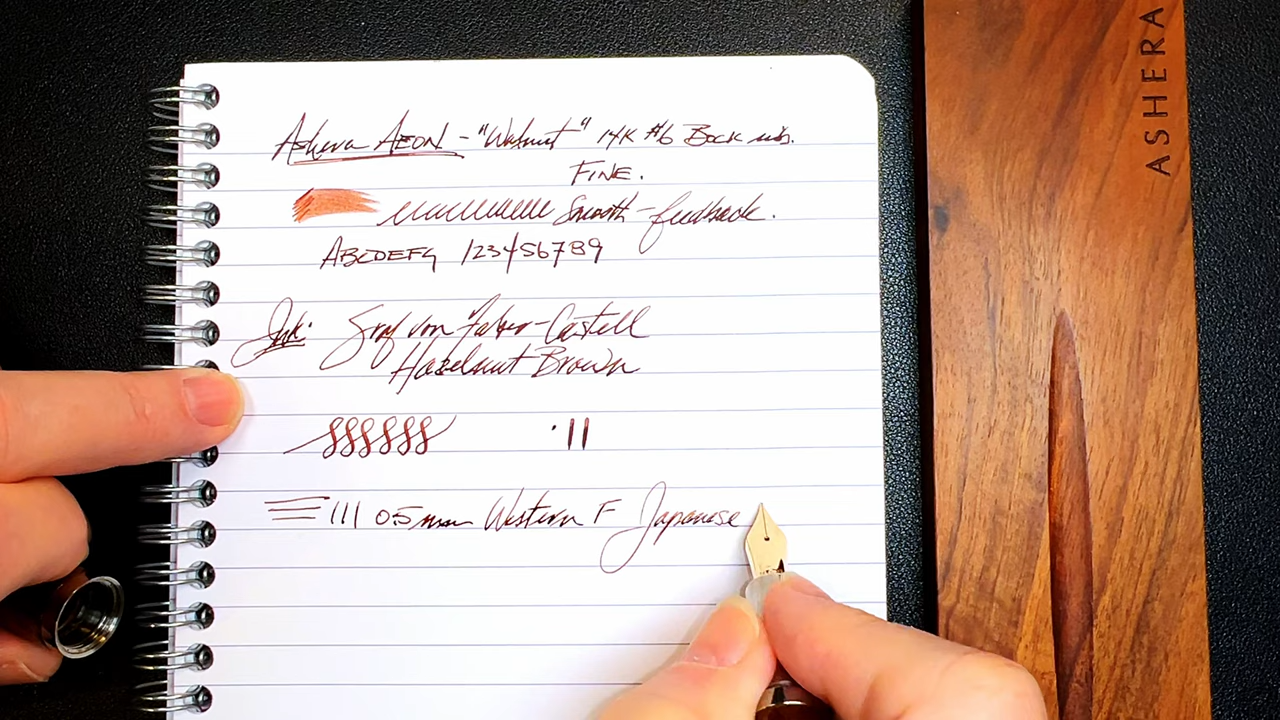 Ashera AEON - "Walnut" 14K #6 Bock nib.
FINE.
Smooth - feedback.
ABCDEFG 123456789
Ink: Graf von Faber-Castell
Hazelnut Brown
0.5mm Western F Japanese
ASHERA